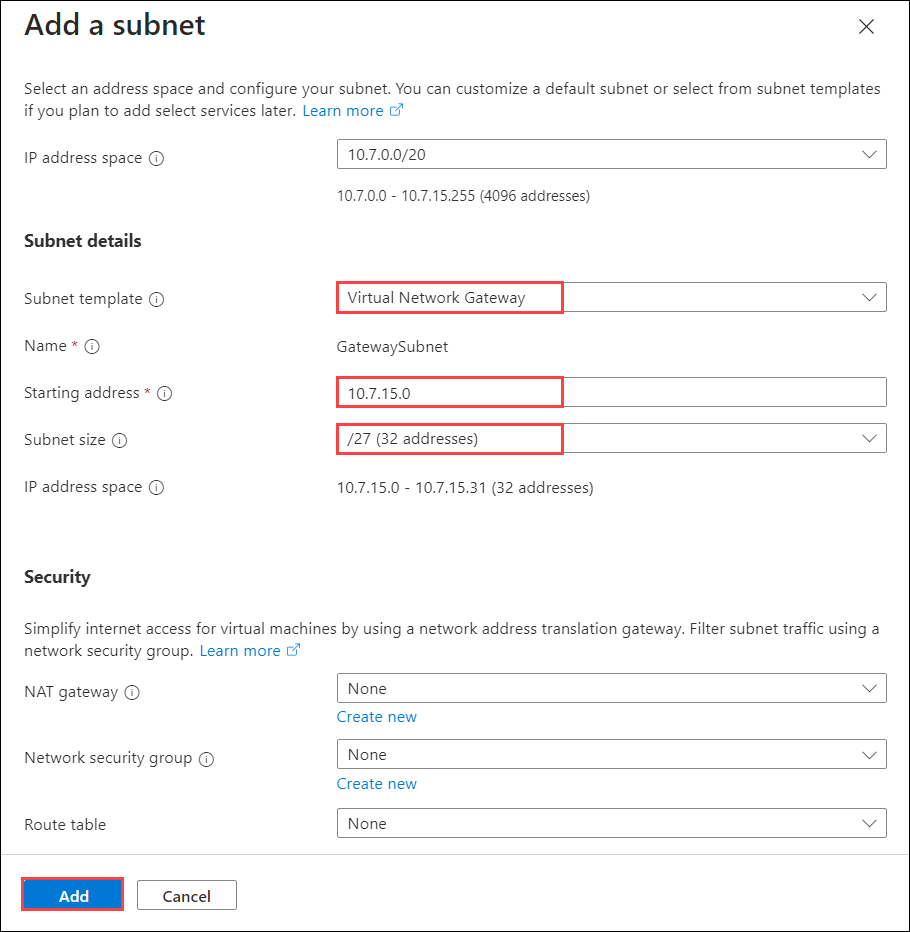 Add a subnet
Select an address space and configure your subnet. You can customize a default subnet or select from subnet templates
if you plan to add select services later. Learn more
IP address space
10.7.0.0/20
10.7.0.0 - 10.7.15.255 (4096 addresses)
Subnet details
Subnet template
Virtual Network Gateway
Name *
GatewaySubnet
Starting address *
10.7.15.0
Subnet size
/27 (32 addresses)
IP address space
10.7.15.0 - 10.7.15.31 (32 addresses)
Security
Simplify internet access for virtual machines by using a network address translation gateway. Filter subnet traffic using a
network security group. Learn more
NAT gateway
None
Create new
Network security group
None
Create new
Route table
None
Add
Cancel